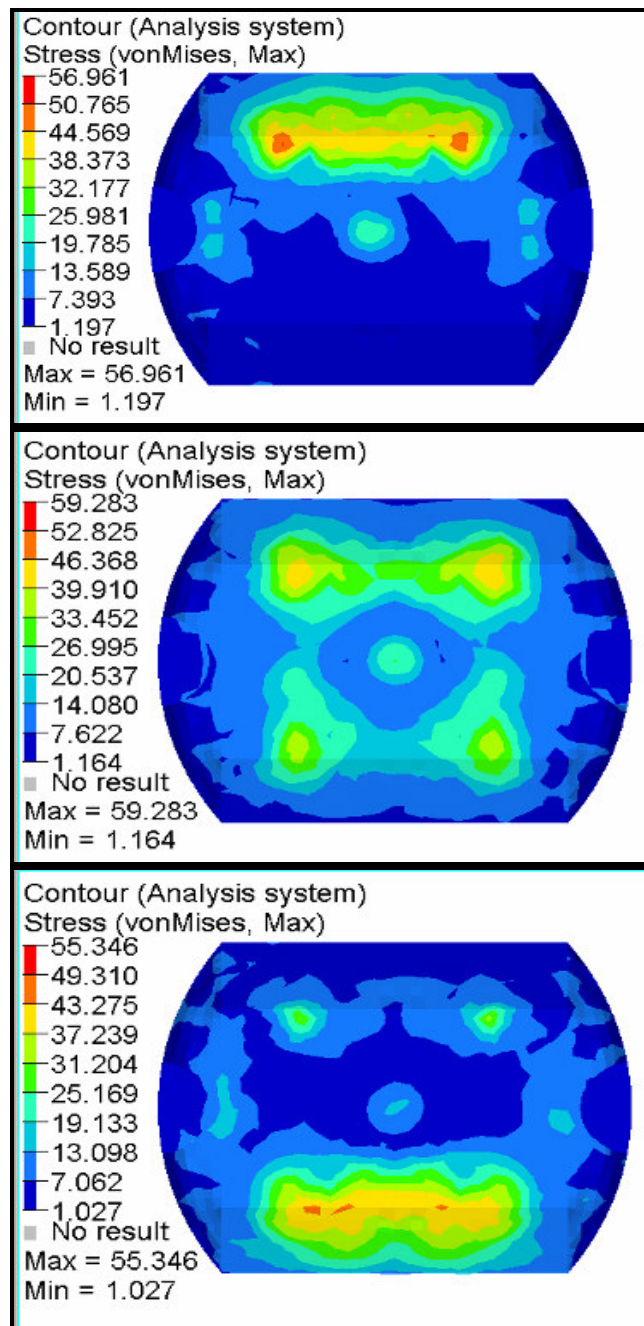 Contour (Analysis system)
Stress (vonMises, Max)
56.961
50.765
44.569
38.373
32.177
25.981
19.785
13.589
7.393
1.197
No result
Max = 56.961
Min = 1.197
Contour (Analysis system)
Stress (vonMises, Max)
59.283
52.825
46.368
39.910
33.452
26.995
20.537
14.080
7.622
1.164
No result
Max = 59.283
Min = 1.164
Contour (Analysis system)
Stress (vonMises, Max)
55.346
49.310
43.275
37.239
31.204
25.169
19.133
13.098
7.062
1.027
No result
Max = 55.346
Min = 1.027